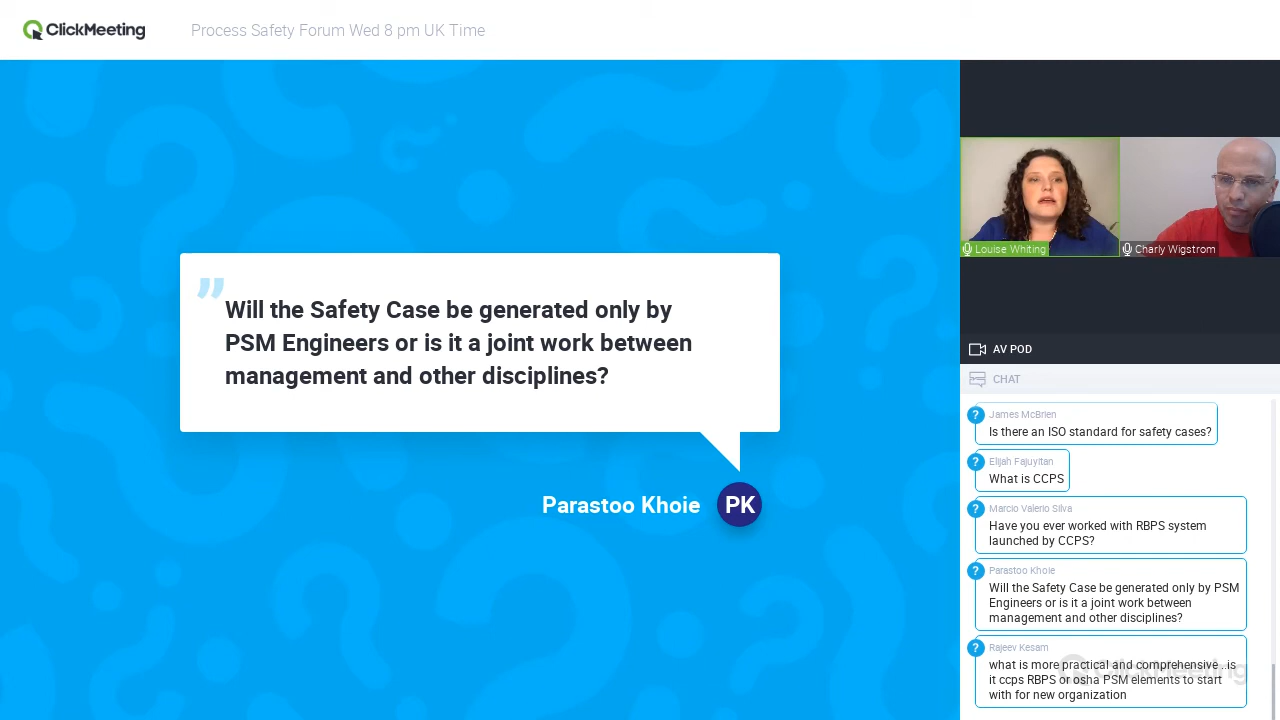 ClickMeeting
Process Safety Forum Wed 8 pm UK Time
Will the Safety Case be generated only by
PSM Engineers or is it a joint work between
management and other disciplines?
Parastoo Khoie
PK
Louise Whiting
Charly Wigstrom
AV POD
CHAT
James McBrien
Is there an ISO standard for safety cases?
Elijah Fajuyitan
What is CCPS
Marcio Valerio Silva
Have you ever worked with RBPS system
launched by CCPS?
Parastoo Khoie
Will the Safety Case be generated only by PSM
Engineers or is it a joint work between
management and other disciplines?
Rajeev Kesam
what is more practical and comprehensive ..is
it ccps RBPS or osha PSM elements to start
with for new organization
ClickMeeting